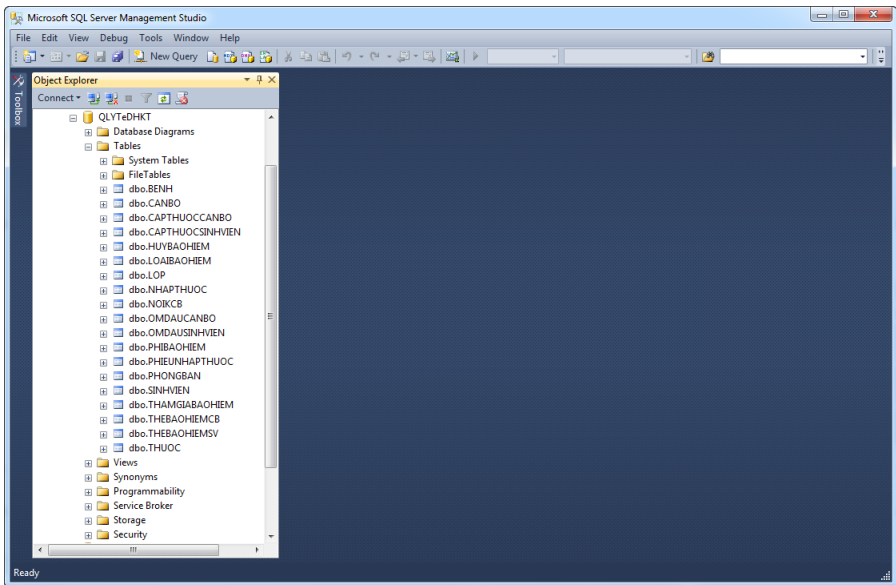 Microsoft SQL Server Management Studio
File Edit View Debug Tools Window Help
New Query
Toolbox
Object Explorer
Connect
QLYTeDHKT
Database Diagrams
Tables
System Tables
FileTables
dbo.BENH
dbo.CANBO
dbo.CAPTHUOCCANBO
dbo.CAPTHUOCSINHVIEN
dbo.HUYBAOHIEM
dbo.LOAIBAOHIEM
dbo.LOP
dbo.NHAPTHUOC
dbo.NOIKCB
dbo.OMDAUCANBO
dbo.OMDAUSINHVIEN
dbo.PHIBAOHIEM
dbo.PHIEUNHAPTHUOC
dbo.PHONGBAN
dbo.SINHVIEN
dbo.THAMGIABAOHIEM
dbo.THEBAOHIEMCB
dbo.THEBAOHIEMSV
dbo.THUOC
Views
Synonyms
Programmability
Service Broker
Storage
Security
Ready